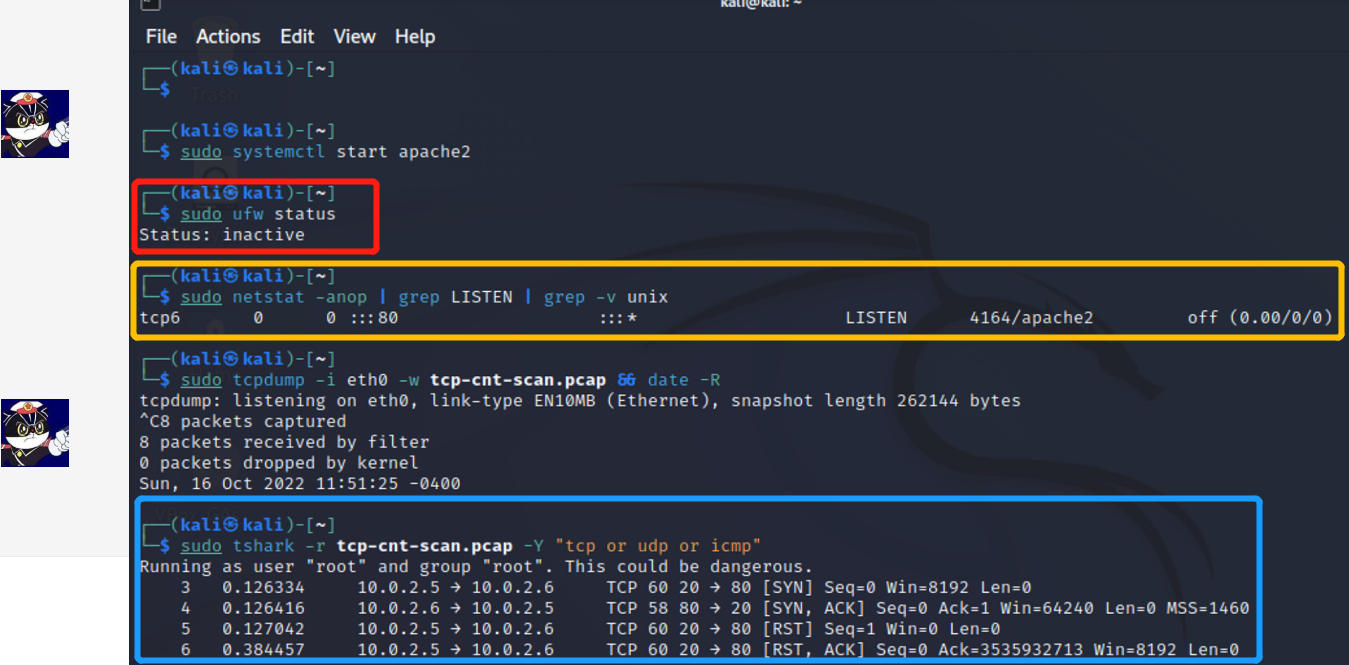 kali@kali: ~
File Actions Edit View Help
┌──(kali㉿kali)-[~]
└─$
Trash
┌──(kali㉿kali)-[~]
└─$ sudo systemctl start apache2
┌──(kali㉿kali)-[~]
└─$ sudo ufw status
Status: inactive
┌──(kali㉿kali)-[~]
└─$ sudo netstat -anop | grep LISTEN | grep -v unix
tcp6 0 0 :::80 :::* LISTEN 4164/apache2 off (0.00/0/0)
┌──(kali㉿kali)-[~]
└─$ sudo tcpdump -i eth0 -w tcp-cnt-scan.pcap && date -R
tcpdump: listening on eth0, link-type EN10MB (Ethernet), snapshot length 262144 bytes
^C8 packets captured
8 packets received by filter
0 packets dropped by kernel
Sun, 16 Oct 2022 11:51:25 -0400
┌──(kali㉿kali)-[~]
└─$ sudo tshark -r tcp-cnt-scan.pcap -Y "tcp or udp or icmp"
Running as user "root" and group "root". This could be dangerous.
3 0.126334 10.0.2.5 → 10.0.2.6 TCP 60 20 → 80 [SYN] Seq=0 Win=8192 Len=0
4 0.126416 10.0.2.6 → 10.0.2.5 TCP 58 80 → 20 [SYN, ACK] Seq=0 Ack=1 Win=64240 Len=0 MSS=1460
5 0.127042 10.0.2.5 → 10.0.2.6 TCP 60 20 → 80 [RST] Seq=1 Win=0 Len=0
6 0.384457 10.0.2.5 → 10.0.2.6 TCP 60 20 → 80 [RST, ACK] Seq=0 Ack=3535932713 Win=8192 Len=0